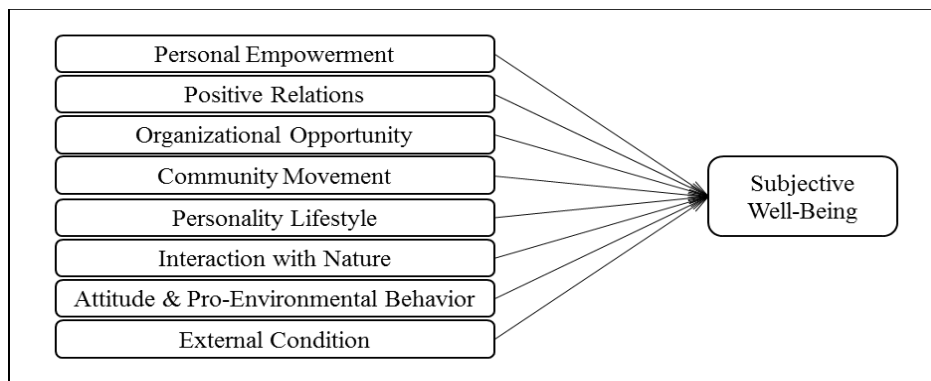 Personal Empowerment
Positive Relations
Organizational Opportunity
Community Movement
Personality Lifestyle
Interaction with Nature
Attitude & Pro-Environmental Behavior
External Condition
Subjective
Well-Being